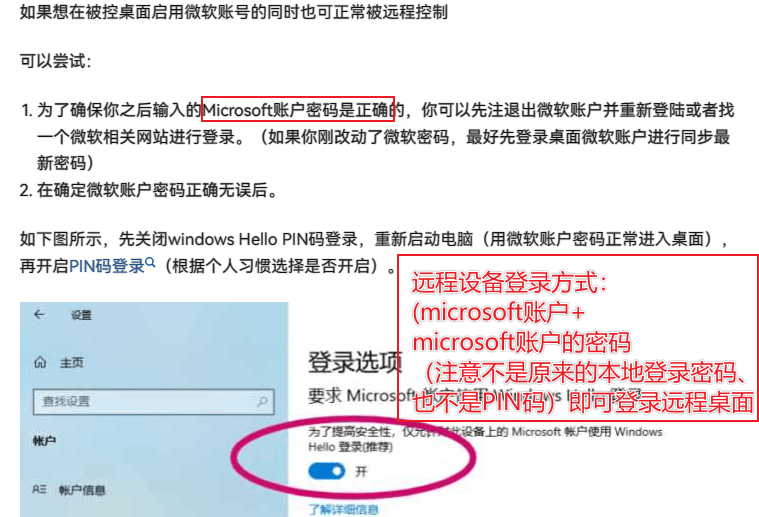 如果想在被控桌面启用微软账号的同时也可正常被远程控制
可以尝试：
1. 为了确保你之后输入的Microsoft账户密码是正确的，你可以先注退出微软账户并重新登陆或者找
一个微软相关网站进行登录。（如果你刚改动了微软密码，最好先登录桌面微软账户进行同步最
新密码）
2. 在确定微软账户密码正确无误后。
如下图所示，先关闭windows Hello PIN码登录，重新启动电脑（用微软账户密码正常进入桌面），
再开启PIN码登录（根据个人习惯选择是否开启）。
远程设备登录方式：
(microsoft账户+
microsoft账户的密码
（注意不是原来的本地登录密码、
也不是PIN码）即可登录远程桌面
设置
主页
查找设置
帐户
帐户信息
登录选项
要求 Microsoft
为了提高安全性，仅允许对此设备上的 Microsoft 帐户使用 Windows
Hello 登录(推荐)
开
了解详细信息